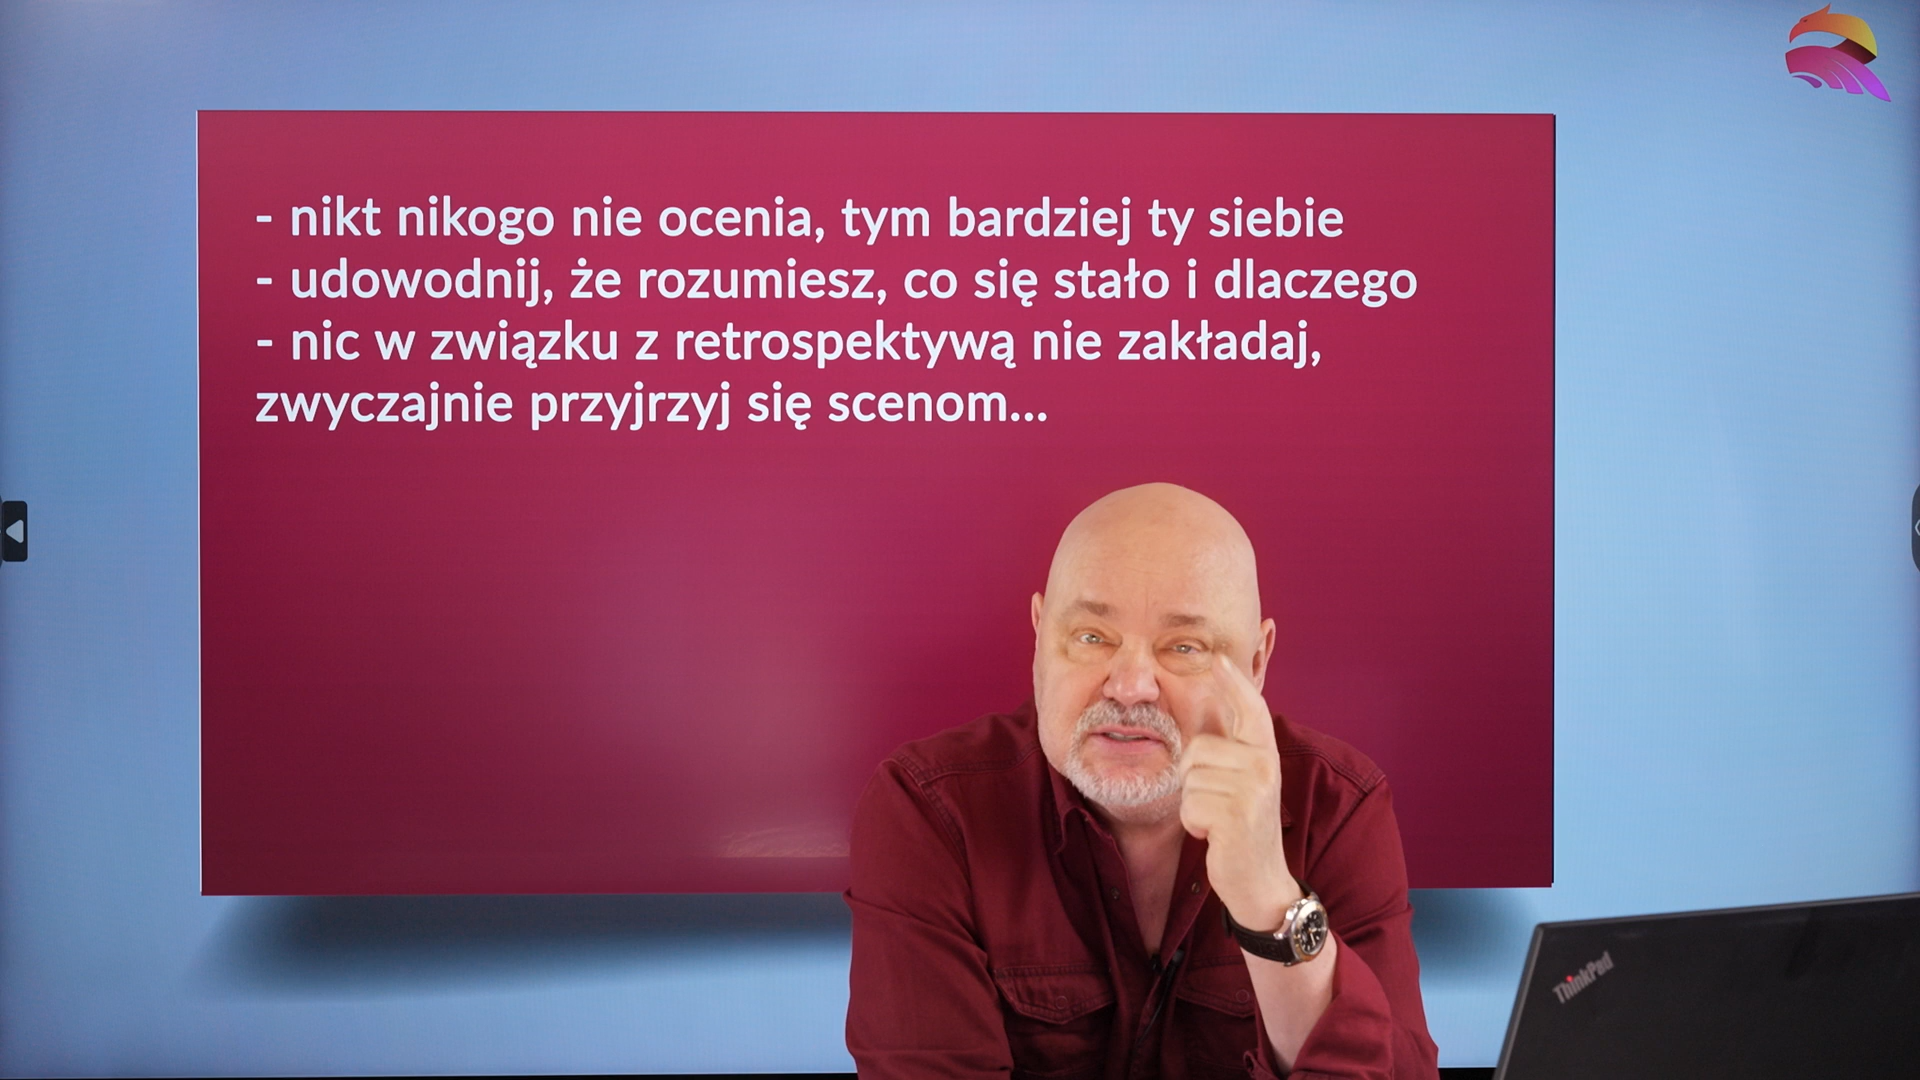 - nikt nikogo nie ocenia, tym bardziej ty siebie
- udowodnij, że rozumiesz, co się stało i dlaczego
- nic w związku z retrospektywą nie zakładaj,
zwyczajnie przyjrzyj się scenom...
ThinkPad